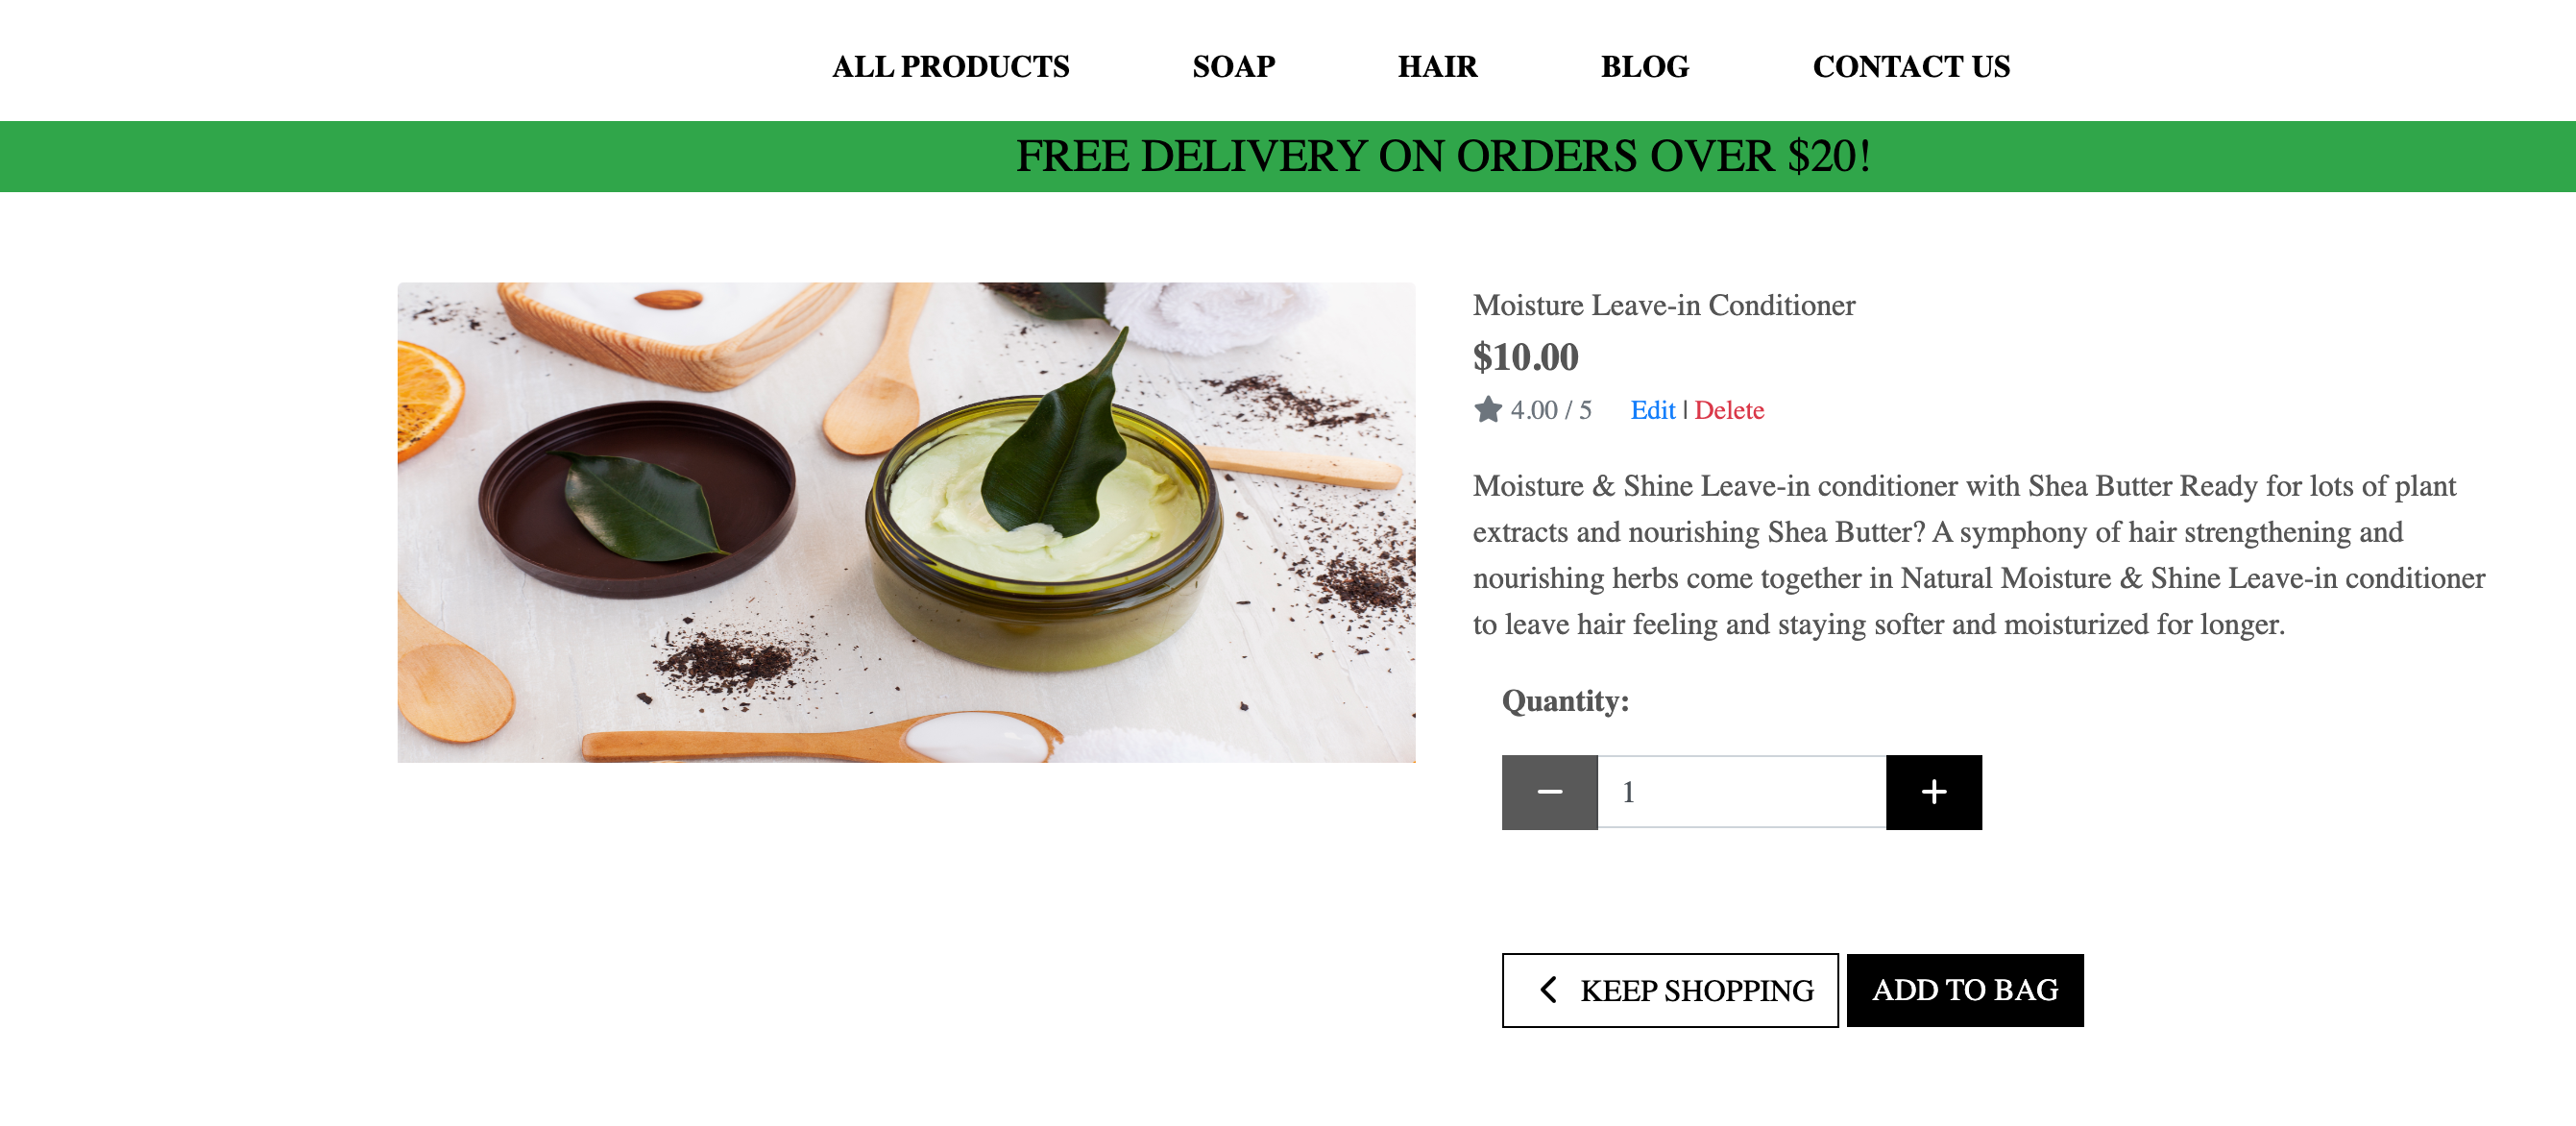 ALL PRODUCTS SOAP HAIR BLOG CONTACT US
FREE DELIVERY ON ORDERS OVER $20!
Moisture Leave-in Conditioner
$10.00
4.00 / 5 Edit | Delete
Moisture & Shine Leave-in conditioner with Shea Butter Ready for lots of plant
extracts and nourishing Shea Butter? A symphony of hair strengthening and
nourishing herbs come together in Natural Moisture & Shine Leave-in conditioner
to leave hair feeling and staying softer and moisturized for longer.
Quantity:
1
KEEP SHOPPING ADD TO BAG